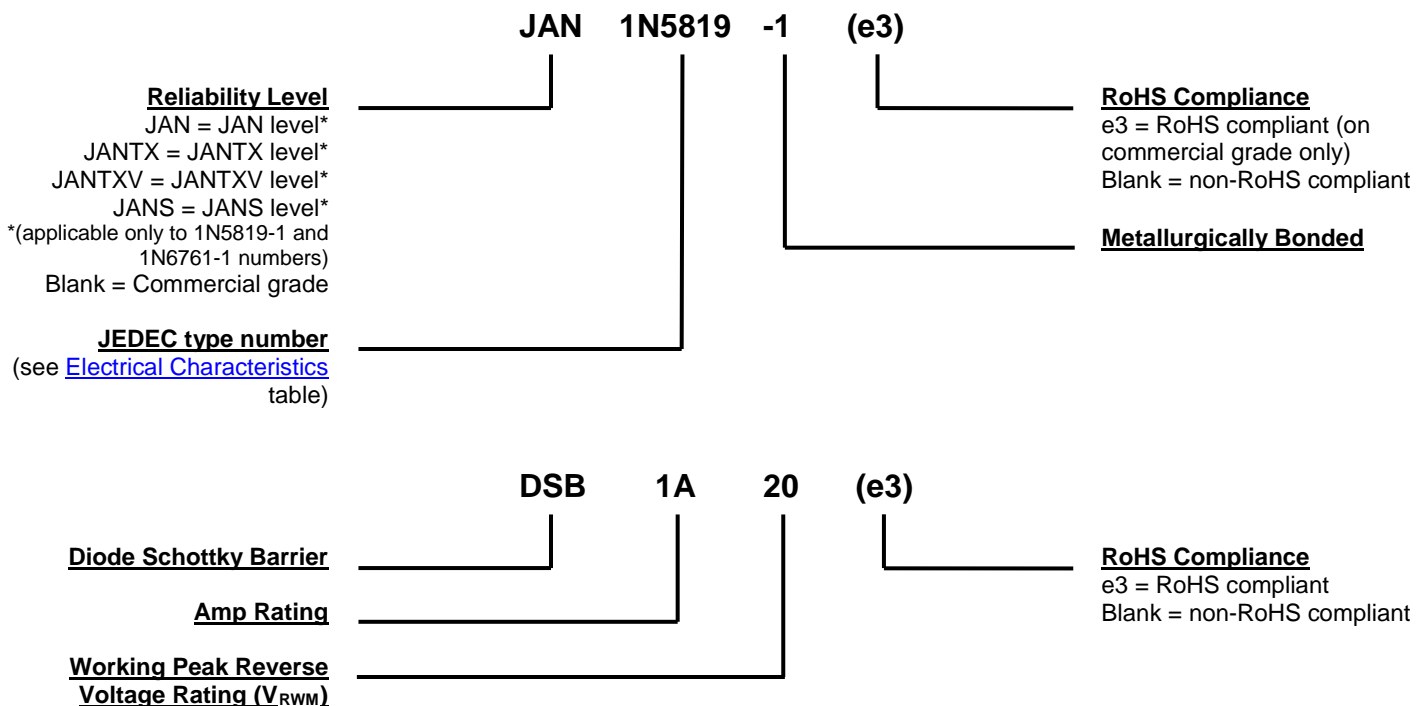 JAN 1N5819 -1 (e3)
Reliability Level
JAN = JAN level*
JANTX = JANTX level*
JANTXV = JANTXV level*
JANS = JANS level*
*(applicable only to 1N5819-1 and
1N6761-1 numbers)
Blank = Commercial grade
JEDEC type number
(see Electrical Characteristics
table)
RoHS Compliance
e3 = RoHS compliant (on
commercial grade only)
Blank = non-RoHS compliant
Metallurgically Bonded
DSB 1A 20 (e3)
Diode Schottky Barrier
Amp Rating
Working Peak Reverse
Voltage Rating (VRWM)
RoHS Compliance
e3 = RoHS compliant
Blank = non-RoHS compliant